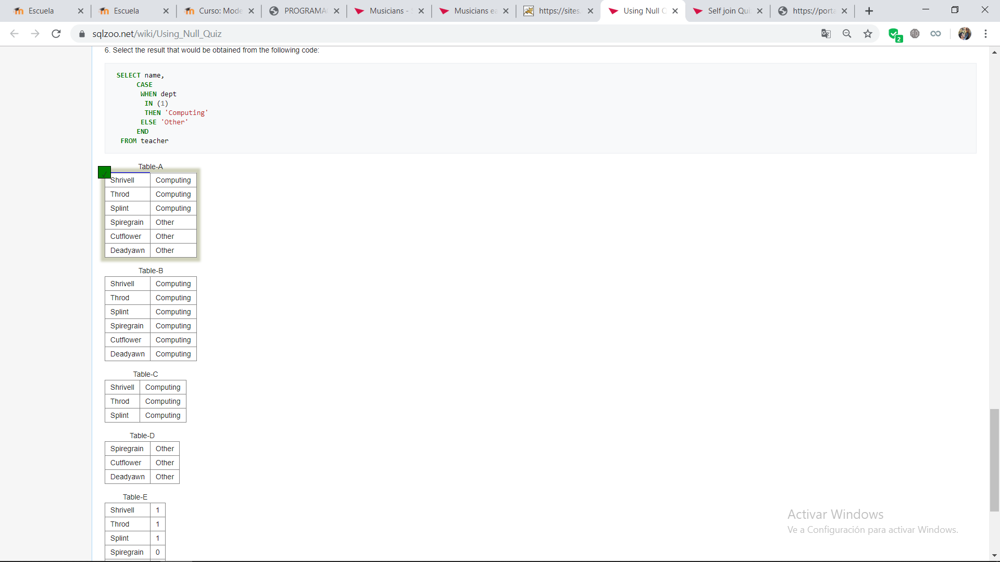 Escuela
Escuela
Curso: Mode
PROGRAMA
Musicians -
Musicians ea
https://sites.
Using Null
Self join Qui
https://porta
sqlzoo.net/wiki/Using_Null_Quiz
2
6. Select the result that would be obtained from the following code:
SELECT name,
CASE
WHEN dept
IN (1)
THEN 'Computing'
ELSE 'Other'
END
FROM teacher
Table-A
Shrivell Computing
Throd Computing
Splint Computing
Spiregrain Other
Cutflower Other
Deadyawn Other
Table-B
Shrivell Computing
Throd Computing
Splint Computing
Spiregrain Computing
Cutflower Computing
Deadyawn Computing
Table-C
Shrivell Computing
Throd Computing
Splint Computing
Table-D
Spiregrain Other
Cutflower Other
Deadyawn Other
Table-E
Shrivell 1
Throd 1
Splint 1
Spiregrain 0
Activar Windows
Ve a Configuración para activar Windows.